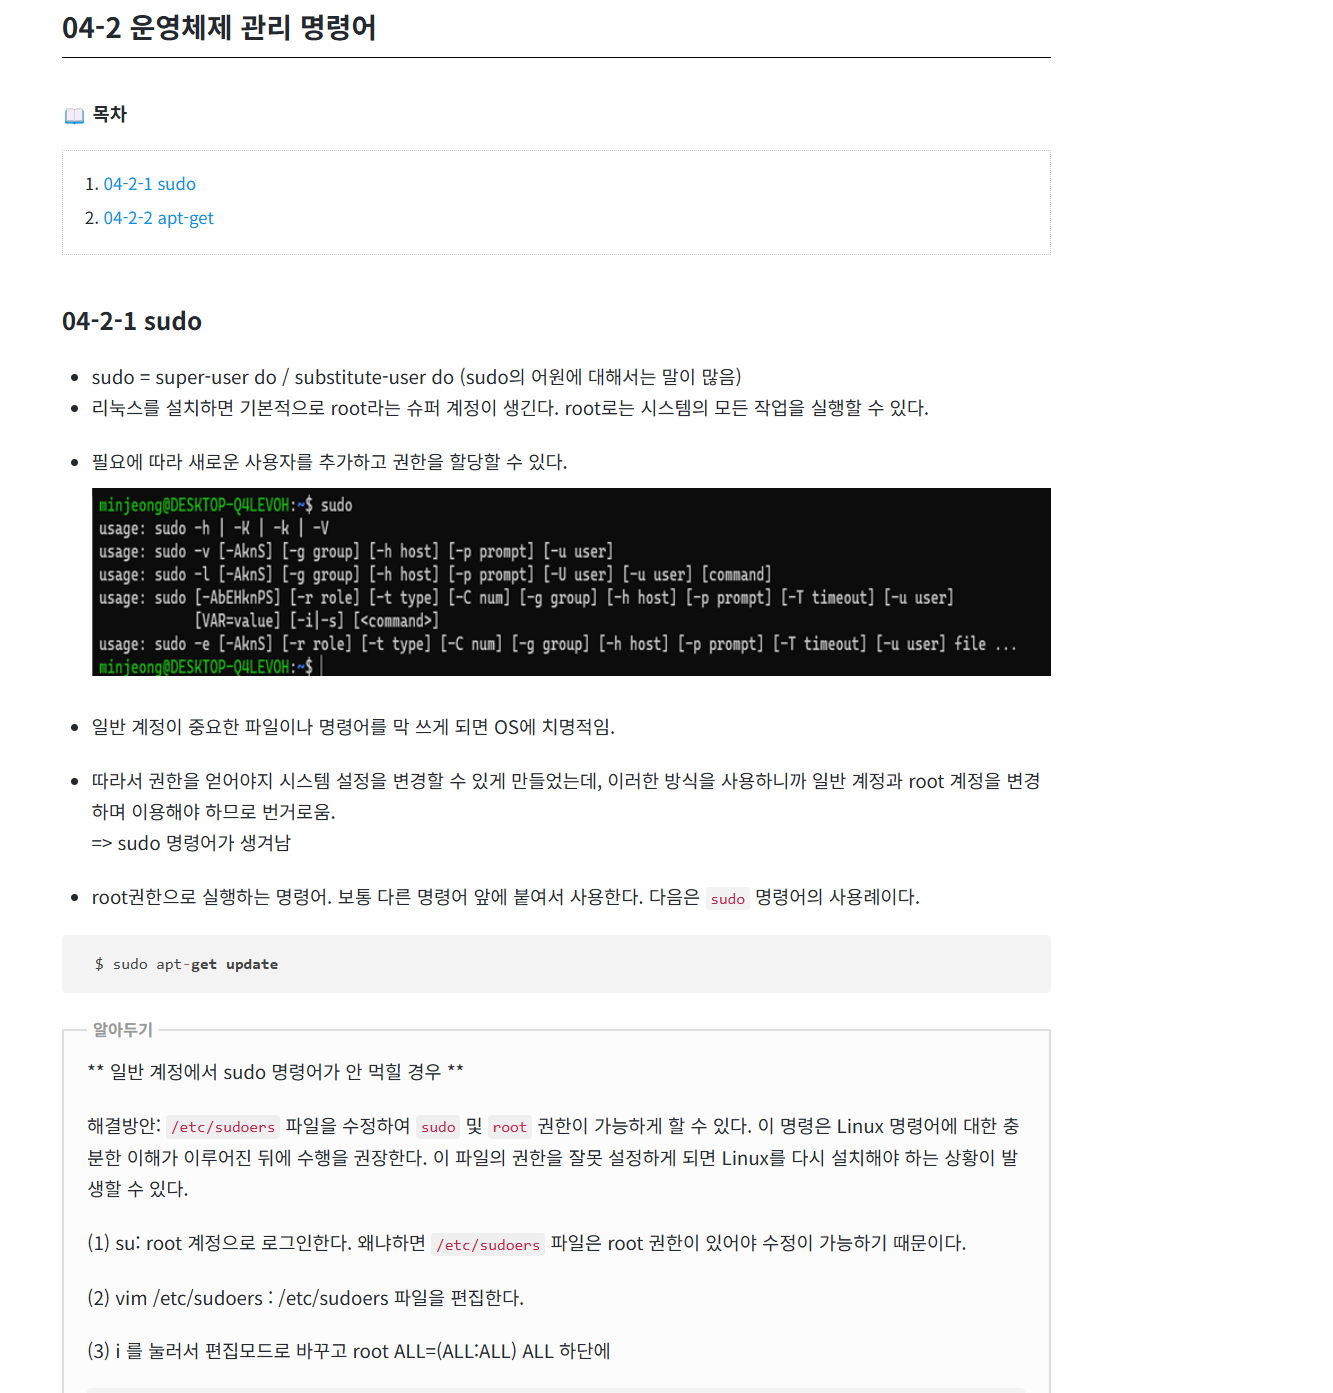 04-2 운영체제 관리 명령어
📖 목차
1. 04-2-1 sudo
2. 04-2-2 apt-get
04-2-1 sudo
• sudo = super-user do / substitute-user do (sudo의 어원에 대해서는 말이 많음)
• 리눅스를 설치하면 기본적으로 root라는 슈퍼 계정이 생긴다. root로는 시스템의 모든 작업을 실행할 수 있다.
• 필요에 따라 새로운 사용자를 추가하고 권한을 할당할 수 있다.
minjeong@DESKTOP-Q4LEVOH:~$ sudo
usage: sudo -h | -K | -k | -V
usage: sudo -v [-AknS] [-g group] [-h host] [-p prompt] [-u user]
usage: sudo -l [-AknS] [-g group] [-h host] [-p prompt] [-U user] [-u user] [command]
usage: sudo [-AbEHknPS] [-r role] [-t type] [-C num] [-g group] [-h host] [-p prompt] [-T timeout] [-u user]
[VAR=value] [-i|-s] [<command>]
usage: sudo -e [-AknS] [-r role] [-t type] [-C num] [-g group] [-h host] [-p prompt] [-T timeout] [-u user] file ...
minjeong@DESKTOP-Q4LEVOH:~$
• 일반 계정이 중요한 파일이나 명령어를 막 쓰게 되면 OS에 치명적임.
• 따라서 권한을 얻어야지 시스템 설정을 변경할 수 있게 만들었는데, 이러한 방식을 사용하니까 일반 계정과 root 계정을 변경
하며 이용해야 하므로 번거로움.
=> sudo 명령어가 생겨남
• root권한으로 실행하는 명령어. 보통 다른 명령어 앞에 붙여서 사용한다. 다음은 sudo 명령어의 사용례이다.
$ sudo apt-get update
알아두기
** 일반 계정에서 sudo 명령어가 안 먹힐 경우 **
해결방안: /etc/sudoers 파일을 수정하여 sudo 및 root 권한이 가능하게 할 수 있다. 이 명령은 Linux 명령어에 대한 충
분한 이해가 이루어진 뒤에 수행을 권장한다. 이 파일의 권한을 잘못 설정하게 되면 Linux를 다시 설치해야 하는 상황이 발
생할 수 있다.
(1) su: root 계정으로 로그인한다. 왜냐하면 /etc/sudoers 파일은 root 권한이 있어야 수정이 가능하기 때문이다.
(2) vim /etc/sudoers : /etc/sudoers 파일을 편집한다.
(3) i 를 눌러서 편집모드로 바꾸고 root ALL=(ALL:ALL) ALL 하단에